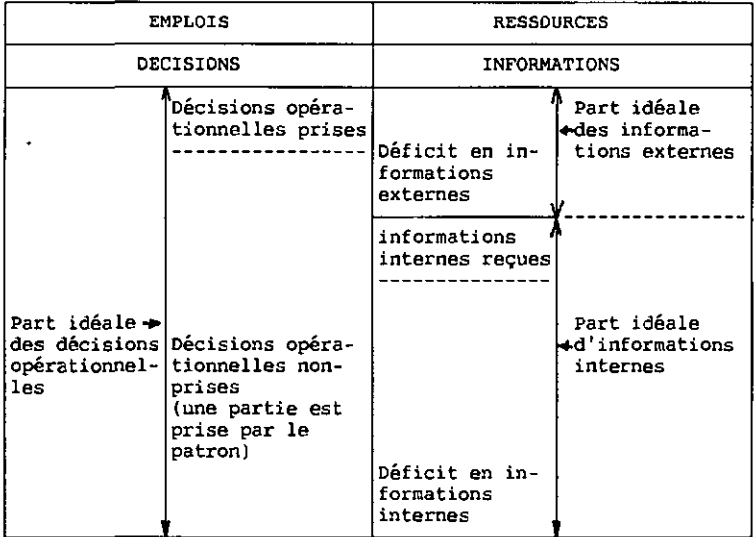 EMPLOIS
RESSOURCES
DECISIONS
INFORMATIONS
Décisions opéra-
tionnelles prises
Part idéale
des informa-
tions externes
Déficit en in-
formations
externes
informations
internes reçues
Part idéale
des décisions
opérationnel-
les
Décisions opéra-
tionnelles non-
prises
(une partie est
prise par le
patron)
Part idéale
d'informations
internes
Déficit en in-
formations
internes